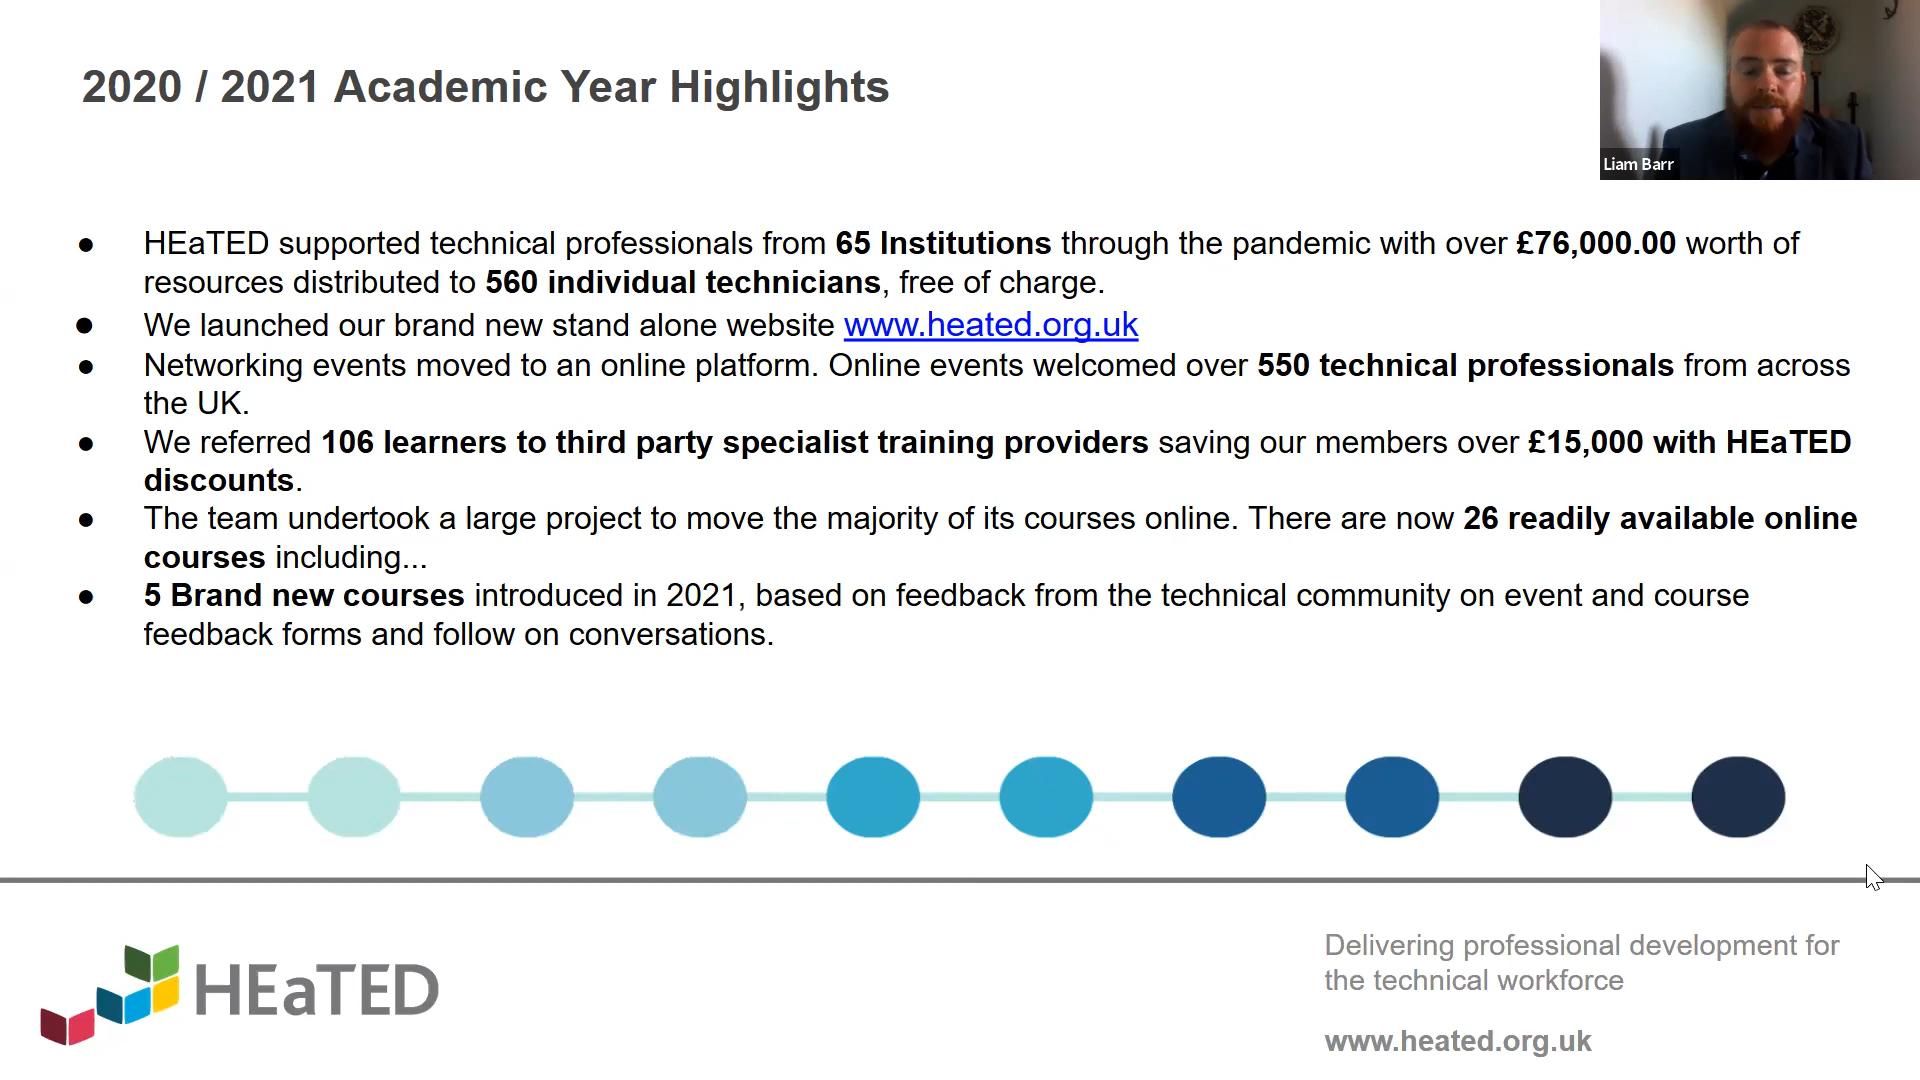 2020 / 2021 Academic Year Highlights
Liam Barr
● HEaTED supported technical professionals from 65 Institutions through the pandemic with over £76,000.00 worth of
resources distributed to 560 individual technicians, free of charge.
● We launched our brand new stand alone website www.heated.org.uk
● Networking events moved to an online platform. Online events welcomed over 550 technical professionals from across
the UK.
● We referred 106 learners to third party specialist training providers saving our members over £15,000 with HEaTED
discounts.
● The team undertook a large project to move the majority of its courses online. There are now 26 readily available online
courses including...
● 5 Brand new courses introduced in 2021, based on feedback from the technical community on event and course
feedback forms and follow on conversations.
HEaTED
Delivering professional development for
the technical workforce
www.heated.org.uk